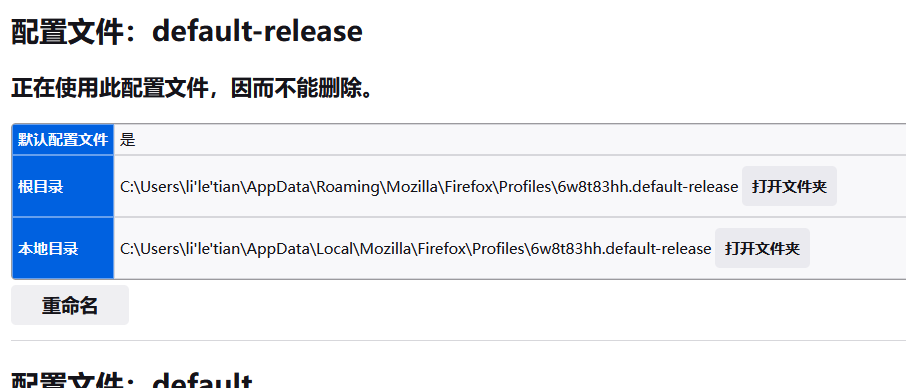 配置文件：default-release
正在使用此配置文件，因而不能删除。
默认配置文件 是
根目录 C:\Users\li'le'tian\AppData\Roaming\Mozilla\Firefox\Profiles\6w8t83hh.default-release 打开文件夹
本地目录 C:\Users\li'le'tian\AppData\Local\Mozilla\Firefox\Profiles\6w8t83hh.default-release 打开文件夹
重命名
配置文件：default